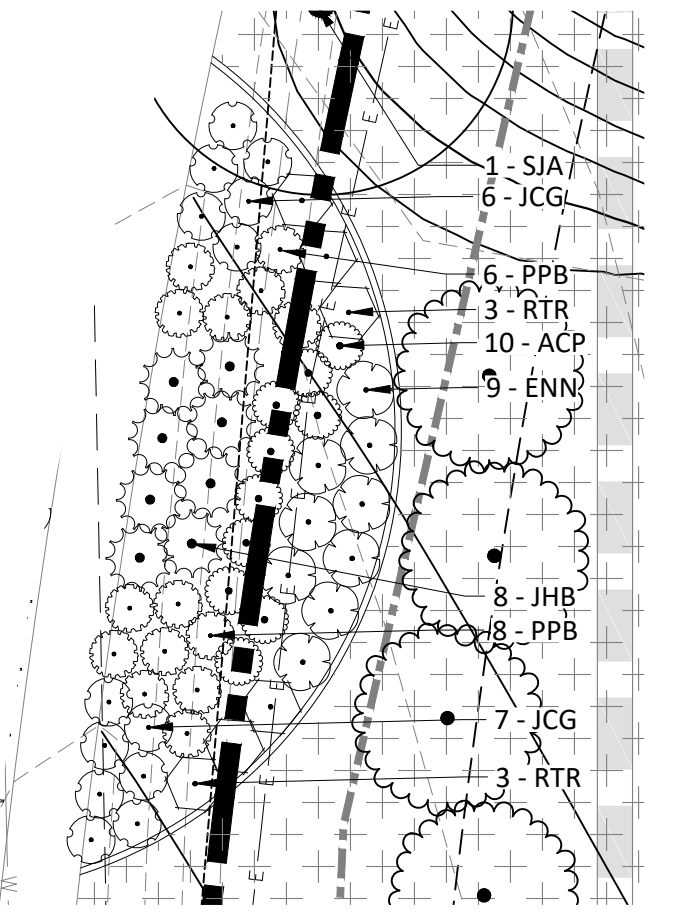 E
E
1 - SJA
6 - JCG
E
E
6 - PPB
3 - RTR
E
10 - ACP
9 - ENN
E
8 - JHB
8 - PPB
E
7 - JCG
E
3 - RTR
E
W